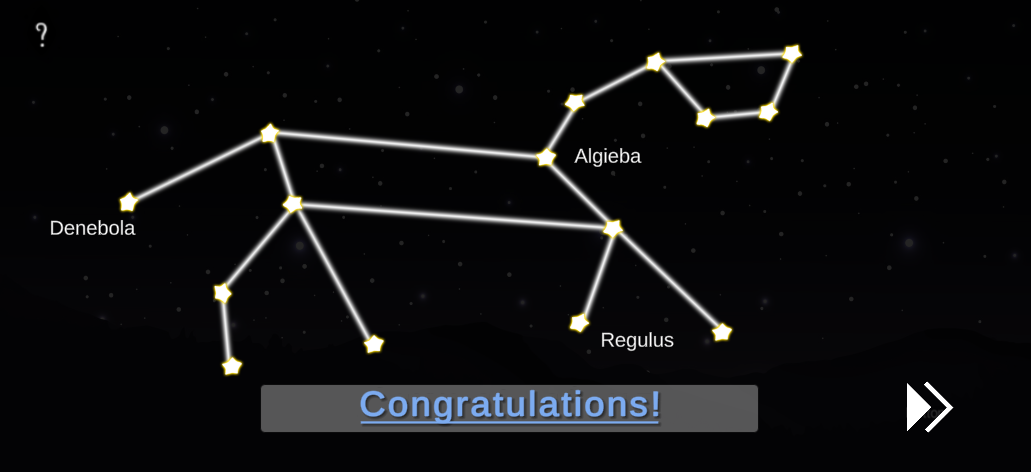 ?
Algieba
Denebola
Regulus
Congratulations!